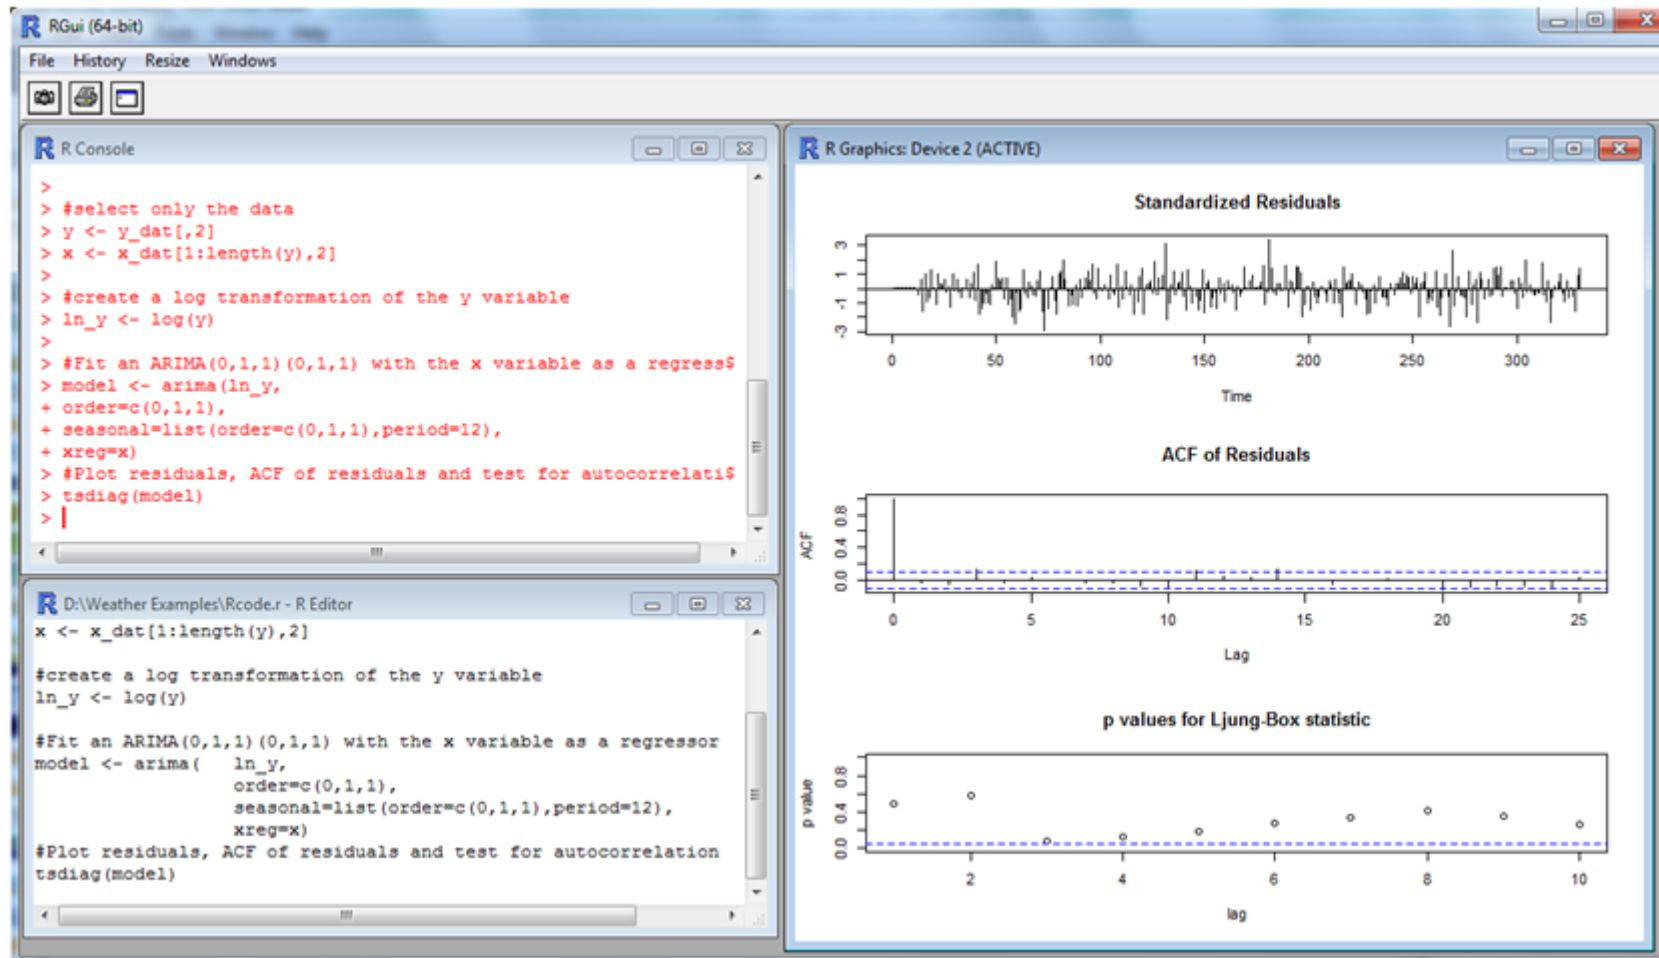 RGui (64-bit)
File History Resize Windows
R Console
>
> #select only the data
> y <- y_dat[,2]
> x <- x_dat[1:length(y),2]
>
> #create a log transformation of the y variable
> ln_y <- log(y)
>
> #Fit an ARIMA(0,1,1)(0,1,1) with the x variable as a regress$
> model <- arima(ln_y,
+ order=c(0,1,1),
+ seasonal=list(order=c(0,1,1),period=12),
+ xreg=x)
> #Plot residuals, ACF of residuals and test for autocorrelati$
> tsdiag(model)
>
D:\Weather Examples\Rcode.r - R Editor
x <- x_dat[1:length(y),2]
#create a log transformation of the y variable
ln_y <- log(y)
#Fit an ARIMA(0,1,1)(0,1,1) with the x variable as a regressor
model <- arima( ln_y,
order=c(0,1,1),
seasonal=list(order=c(0,1,1),period=12),
xreg=x)
#Plot residuals, ACF of residuals and test for autocorrelation
tsdiag(model)
R Graphics: Device 2 (ACTIVE)
Standardized Residuals
3
1
-1
-3
0 50 100 150 200 250 300
Time
ACF of Residuals
ACF
0.8
0.4
0.0
0 5 10 15 20 25
Lag
p values for Ljung-Box statistic
p value
0.8
0.4
0.0
2 4 6 8 10
lag